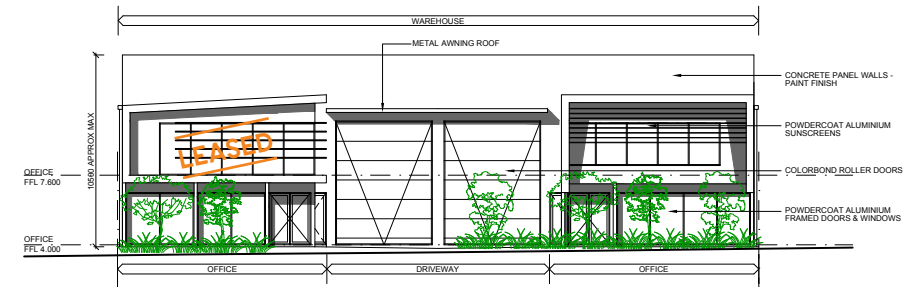 WAREHOUSE
METAL AWNING ROOF
CONCRETE PANEL WALLS -
PAINT FINISH
10560 APPROX MAX
POWDERCOAT ALUMINIUM
SUNSCREENS
LEASED
COLORBOND ROLLER DOORS
OFFICE
FFL 7.600
POWDERCOAT ALUMINIUM
FRAMED DOORS & WINDOWS
OFFICE
FFL 4.000
OFFICE
DRIVEWAY
OFFICE